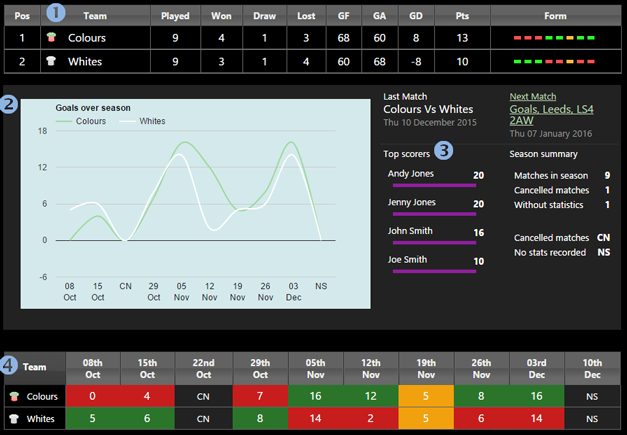 Pos 1 Team Played Won Draw Lost GF GA GD Pts Form
1 Colours 9 4 1 3 68 60 8 13
2 Whites 9 3 1 4 60 68 -8 10
2
Goals over season
Colours Whites
18
12
6
0
-6
08 Oct 15 Oct CN 29 Oct 05 Nov 12 Nov 19 Nov 26 Nov 03 Dec NS
Last Match
Colours Vs Whites
Thu 10 December 2015
Next Match
Goals, Leeds, LS4
2AW
Thu 07 January 2016
Top scorers 3
Andy Jones 20
Jenny Jones 20
John Smith 16
Joe Smith 10
Season summary
Matches in season 9
Cancelled matches 1
Without statistics 1
Cancelled matches CN
No stats recorded NS
4
Team 08th Oct 15th Oct 22nd Oct 29th Oct 05th Nov 12th Nov 19th Nov 26th Nov 03rd Dec 10th Dec
Colours 0 4 CN 7 16 12 5 8 16 NS
Whites 5 6 CN 8 14 2 5 6 14 NS